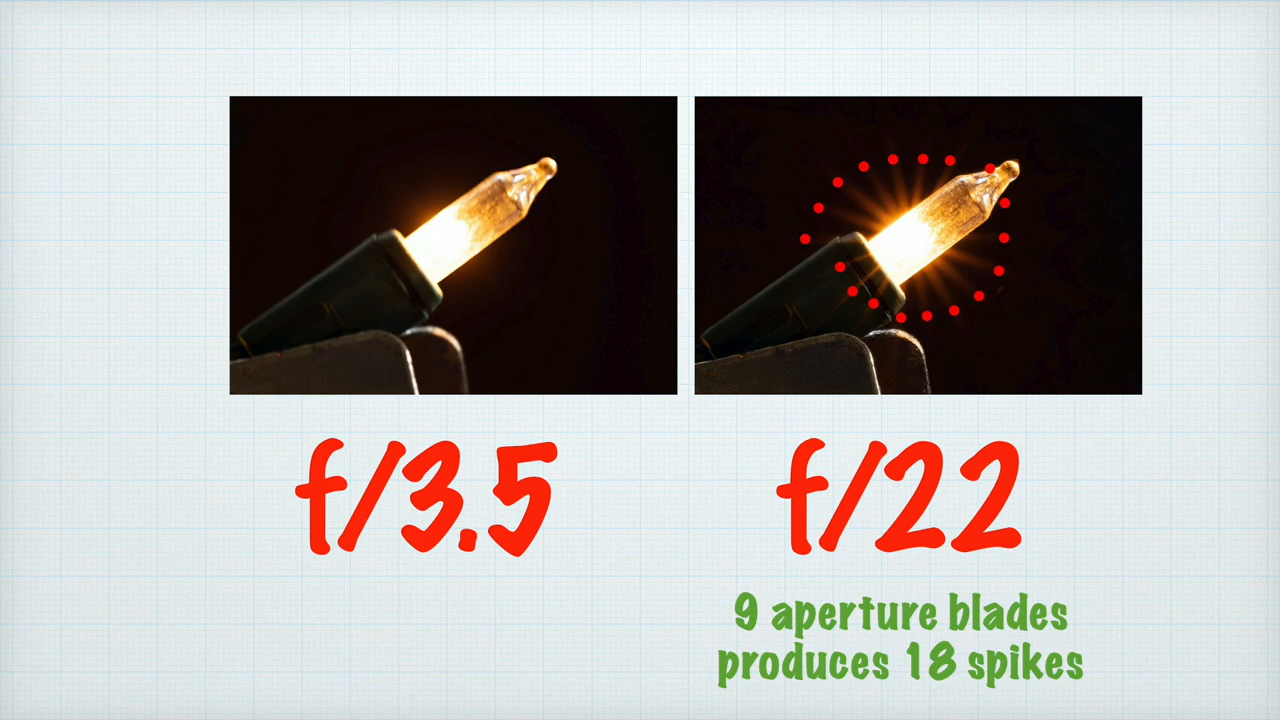 f/3.5
f/22
9 aperture blades
produces 18 spikes